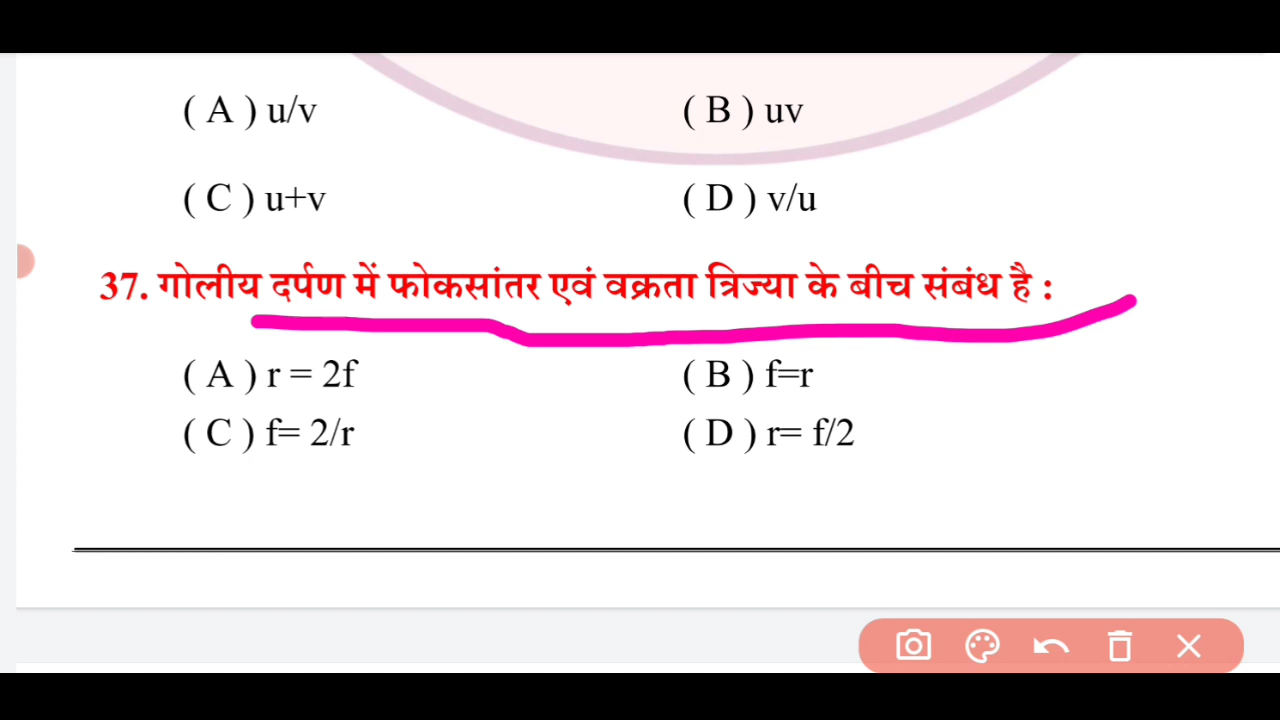 ( A ) u/v ( B ) uv
( C ) u+v ( D ) v/u
37. गोलीय दर्पण में फोकसांतर एवं वक्रता त्रिज्या के बीच संबंध है :
( A ) r = 2f ( B ) f=r
( C ) f= 2/r ( D ) r= f/2